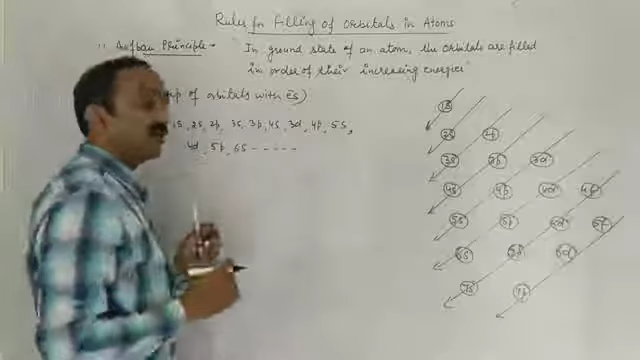 Rules for Filling of Orbitals in Atoms
Aufbau Principle - "In ground state of an atom, the orbitals are filled
in order of their increasing energies"
of orbitals with es)
1s, 2s, 2p, 3s, 3p, 4s, 3d, 4p, 5s,
4d, 5p, 6s - - - - -
1s
2s 2p
3s 3p 3d
4s 4p 4d 4f
5s 5p 5d 5f
6s 6p 6d
7s 7p